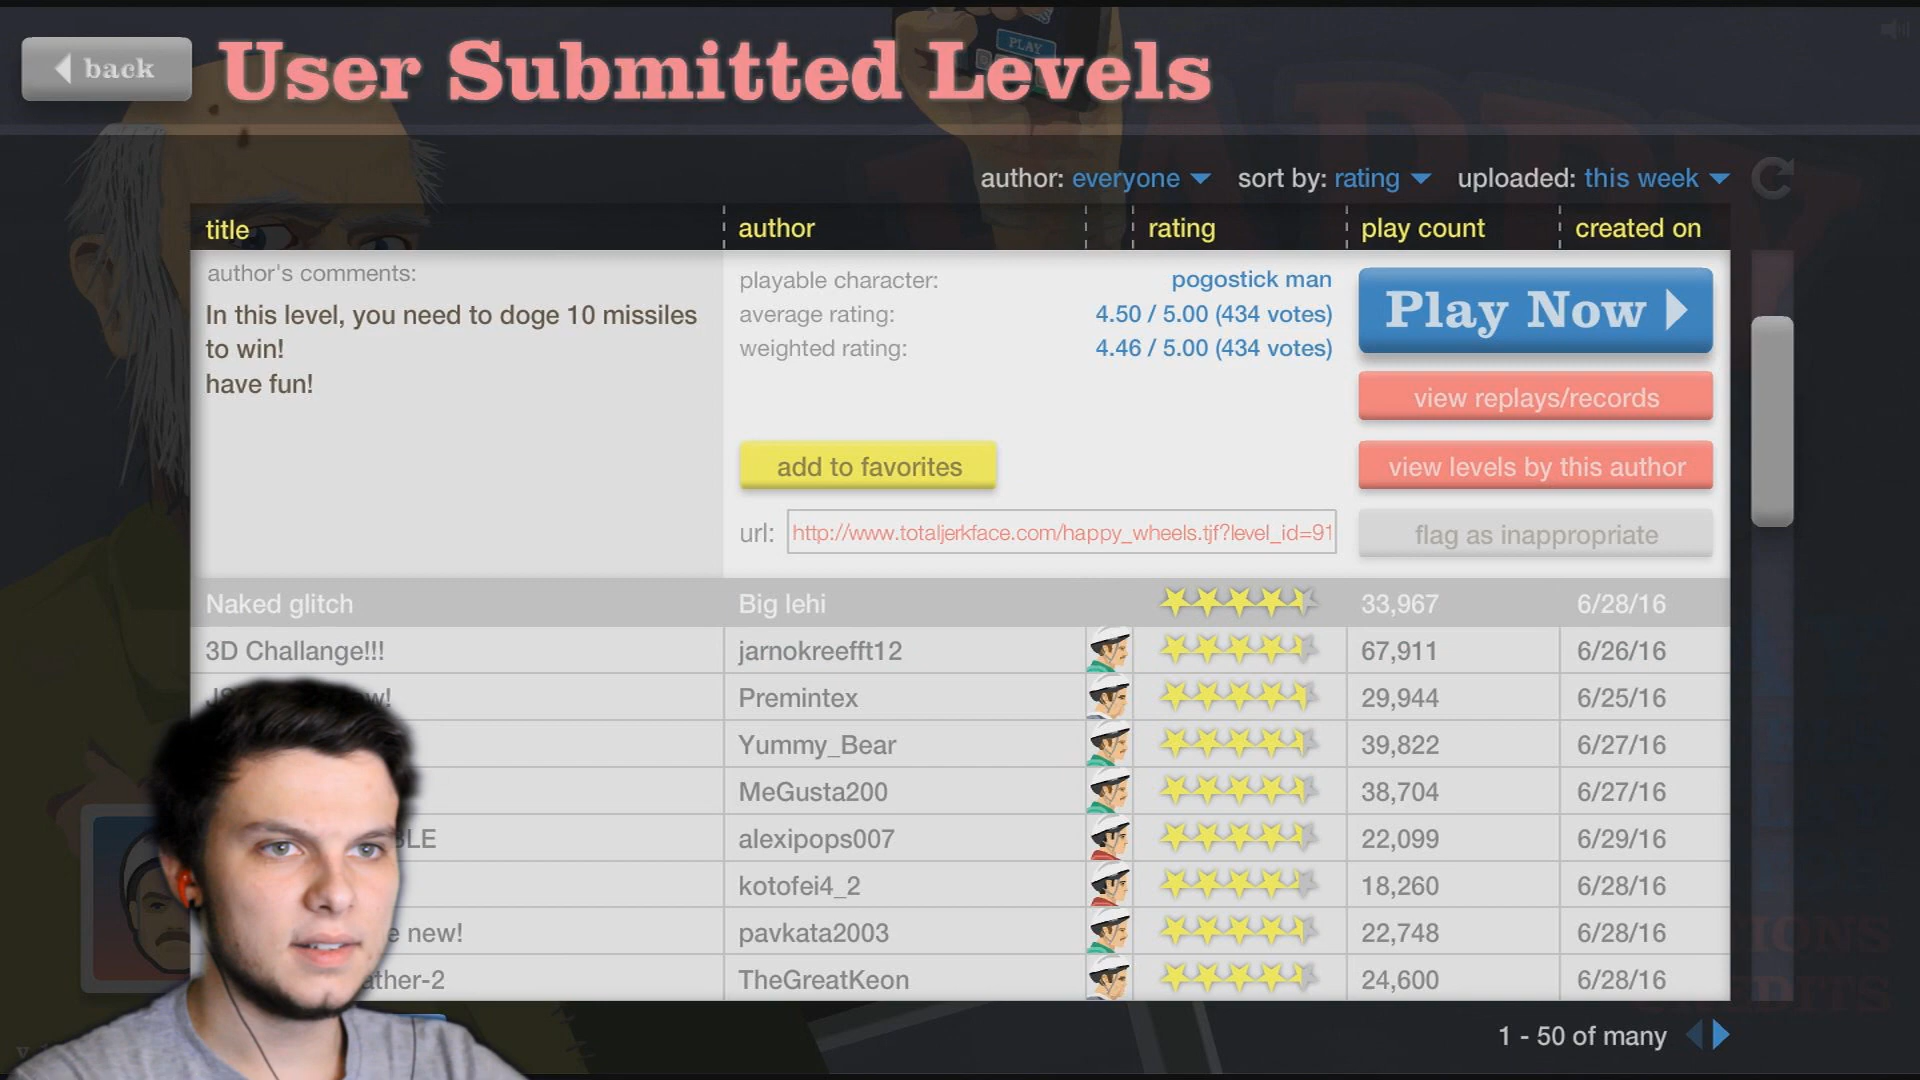 back
User Submitted Levels
PLAY
author: everyone sort by: rating uploaded: this week
title author rating play count created on
author's comments:
In this level, you need to doge 10 missiles
to win!
have fun!
playable character: pogostick man
average rating: 4.50 / 5.00 (434 votes)
weighted rating: 4.46 / 5.00 (434 votes)
Play Now
view replays/records
add to favorites
view levels by this author
url: http://www.totaljerkface.com/happy_wheels.tjf?level_id=91
flag as inappropriate
Naked glitch Big lehi 33,967 6/28/16
3D Challange!!! jarnokreefft12 67,911 6/26/16
Premintex 29,944 6/25/16
Yummy_Bear 39,822 6/27/16
MeGusta200 38,704 6/27/16
BLE alexipops007 22,099 6/29/16
kotofei4_2 18,260 6/28/16
e new! pavkata2003 22,748 6/28/16
ather-2 TheGreatKeon 24,600 6/28/16
1 - 50 of many